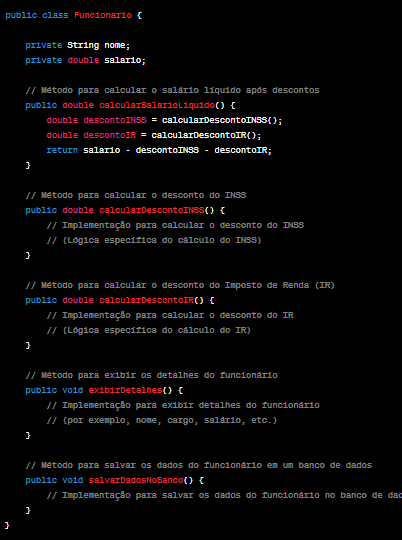 public class Funcionario {
private String nome;
private double salario;
// Método para calcular o salário líquido após descontos
public double calcularSalarioLiquido() {
double descontoINSS = calcularDescontoINSS();
double descontoIR = calcularDescontoIR();
return salario - descontoINSS - descontoIR;
}
// Método para calcular o desconto do INSS
public double calcularDescontoINSS() {
// Implementação para calcular o desconto do INSS
// (Lógica específica do cálculo do INSS)
}
// Método para calcular o desconto do Imposto de Renda (IR)
public double calcularDescontoIR() {
// Implementação para calcular o desconto do IR
// (Lógica específica do cálculo do IR)
}
// Método para exibir os detalhes do funcionário
public void exibirDetalhes() {
// Implementação para exibir detalhes do funcionário
// (por exemplo, nome, cargo, salário, etc.)
}
// Método para salvar os dados do funcionário em um banco de dados
public void salvarDadosNoBanco() {
// Implementação para salvar os dados do funcionário no banco de dad
}
}